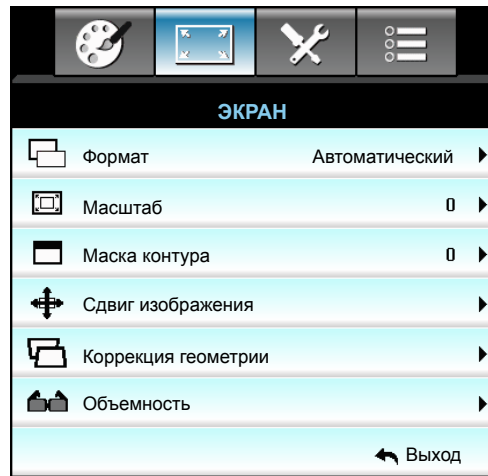 ЭКРАН
Формат Автоматический
Масштаб 0
Маска контура 0
Сдвиг изображения
Коррекция геометрии
Объемность
Выход